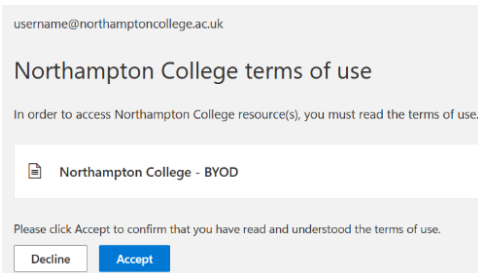 username@northamptoncollege.ac.uk
Northampton College terms of use
In order to access Northampton College resource(s), you must read the terms of use.
Northampton College - BYOD
Please click Accept to confirm that you have read and understood the terms of use.
Decline Accept